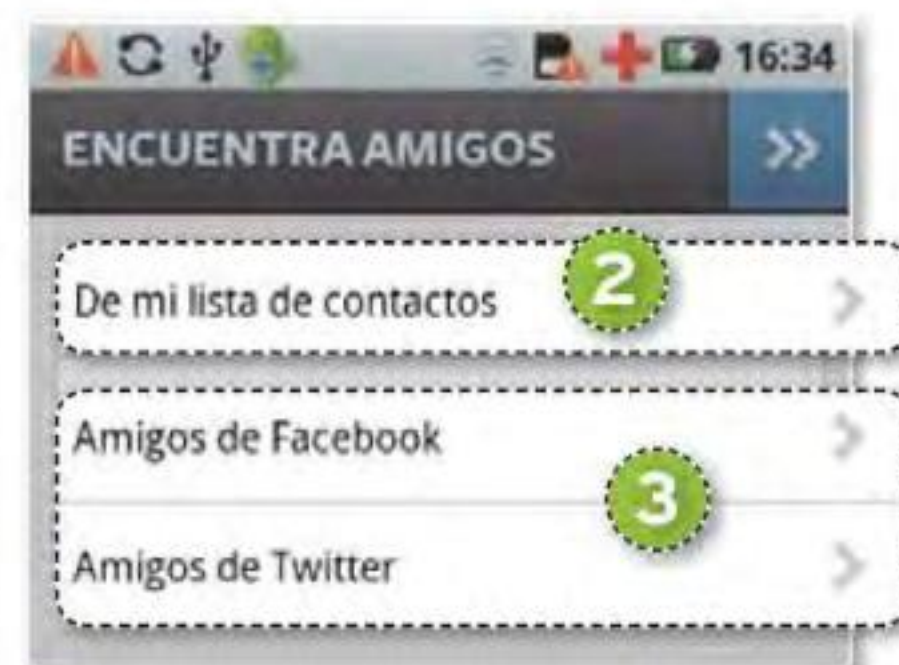 16:34
ENCUENTRA AMIGOS
De mi lista de contactos
2
Amigos de Facebook
3
Amigos de Twitter